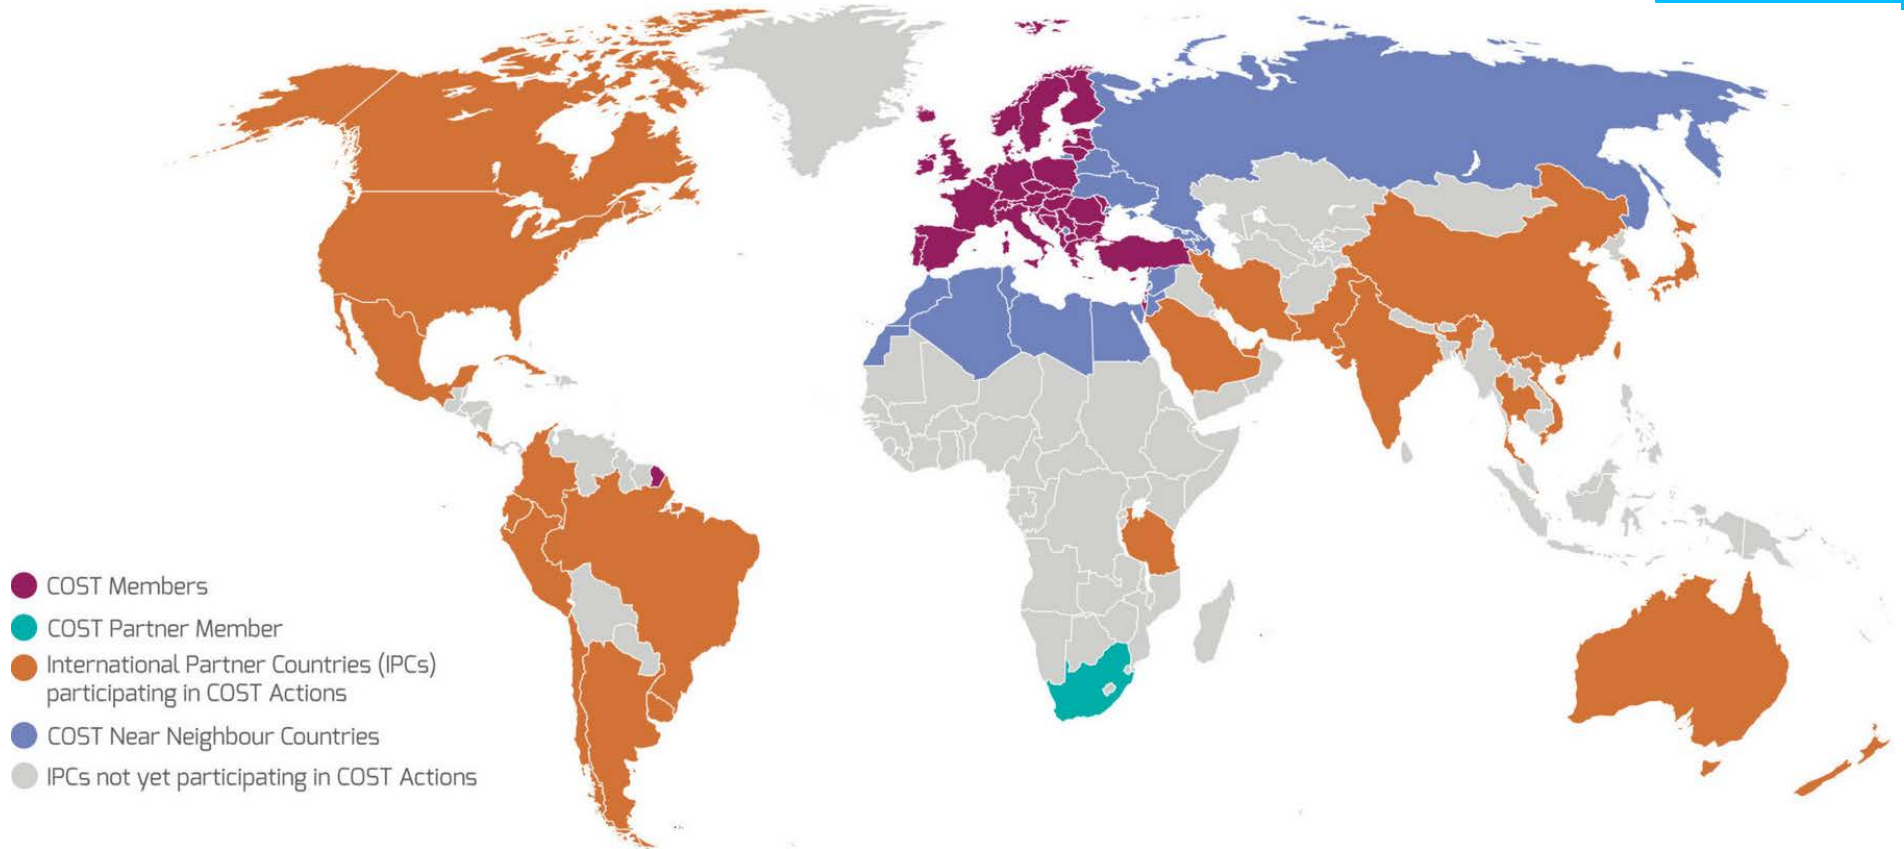 COST Members
COST Partner Member
International Partner Countries (IPCs)
participating in COST Actions
COST Near Neighbour Countries
IPCs not yet participating in COST Actions